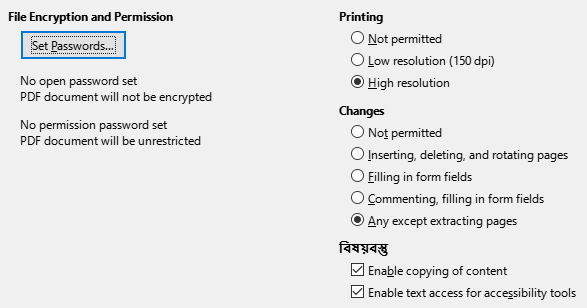 File Encryption and Permission
Set Passwords...
No open password set
PDF document will not be encrypted
No permission password set
PDF document will be unrestricted
Printing
Not permitted
Low resolution (150 dpi)
High resolution
Changes
Not permitted
Inserting, deleting, and rotating pages
Filling in form fields
Commenting, filling in form fields
Any except extracting pages
বিষয়বস্তু
Enable copying of content
Enable text access for accessibility tools